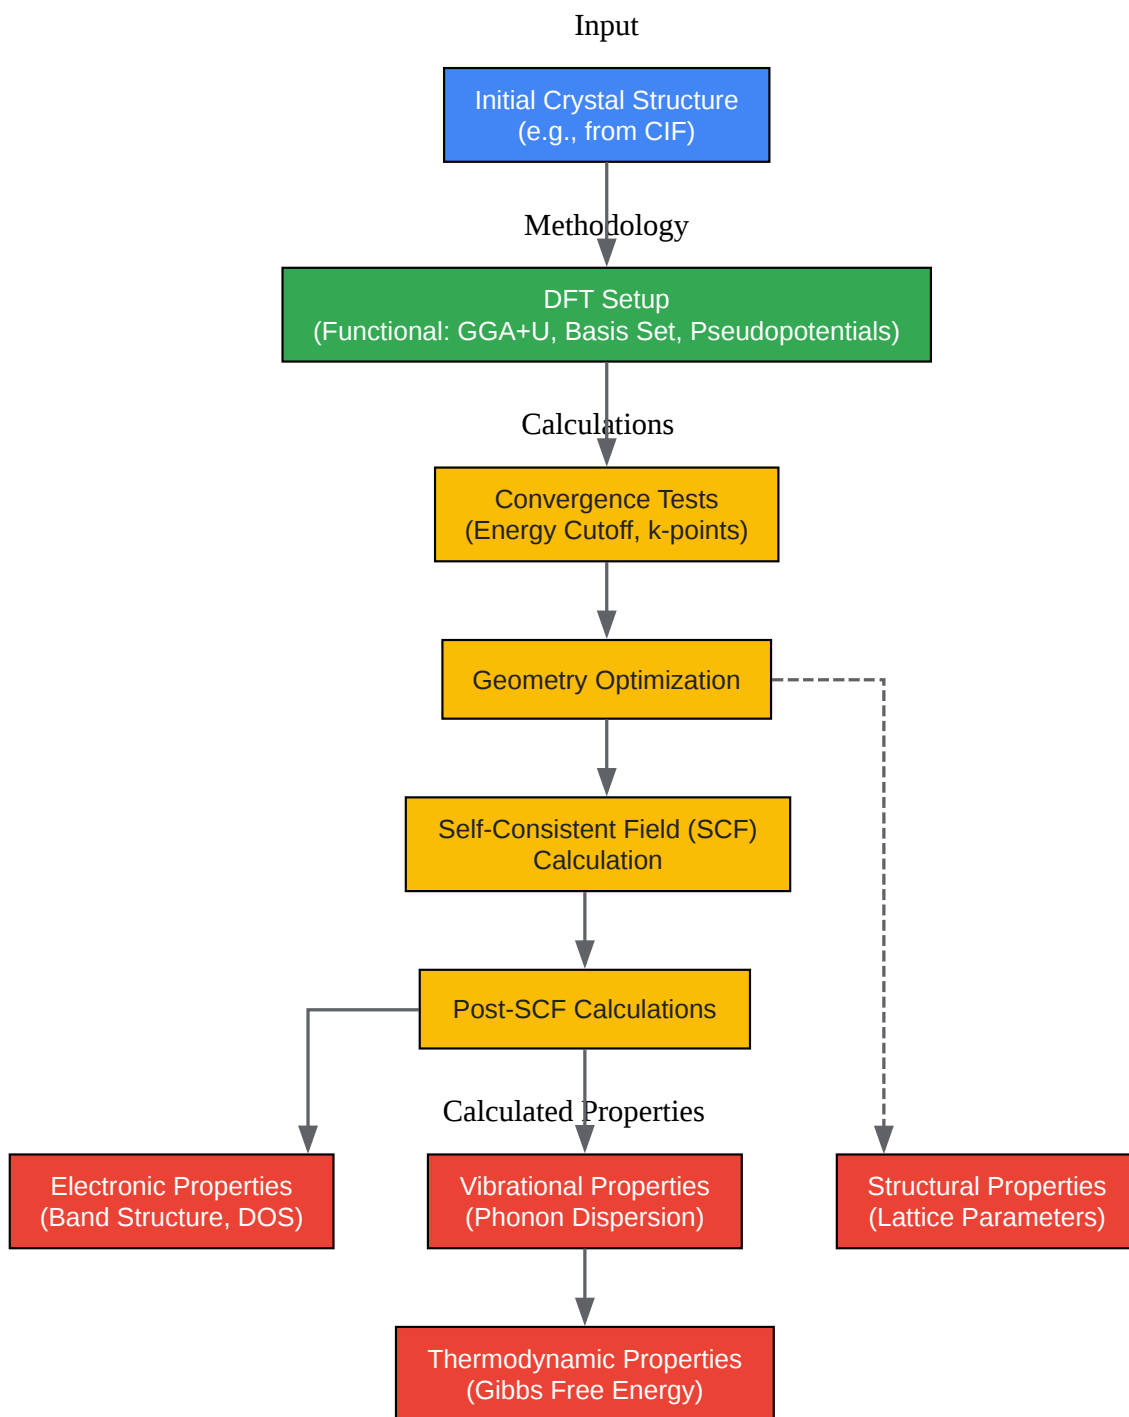 Input
Initial Crystal Structure
(e.g., from CIF)
Methodology
DFT Setup
(Functional: GGA+U, Basis Set, Pseudopotentials)
Calculations
Convergence Tests
(Energy Cutoff, k-points)
Geometry Optimization
Self-Consistent Field (SCF)
Calculation
Post-SCF Calculations
Calculated Properties
Electronic Properties
(Band Structure, DOS)
Vibrational Properties
(Phonon Dispersion)
Structural Properties
(Lattice Parameters)
Thermodynamic Properties
(Gibbs Free Energy)